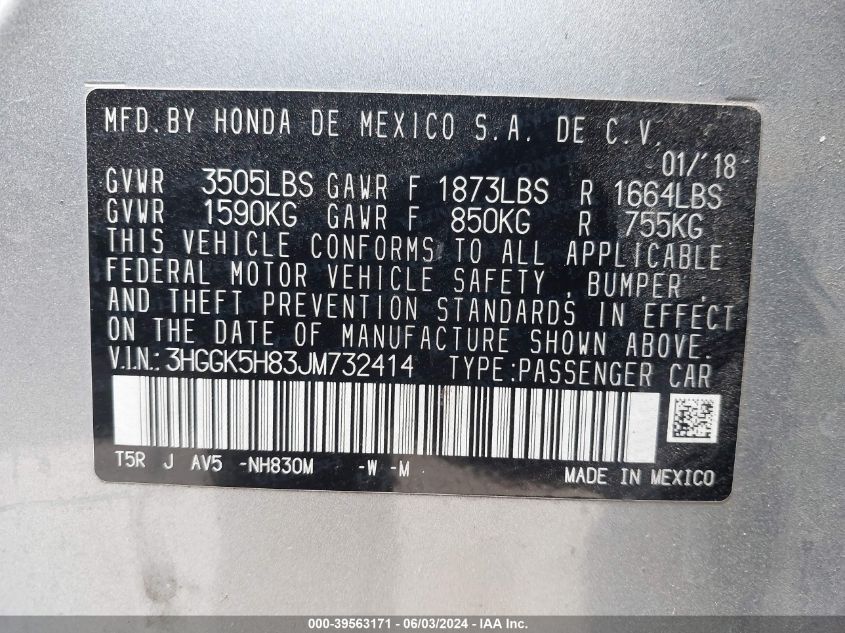 MFD.BY HONDA DE MEXICO S.A. DE C.V.
01/'18
GVWR 3505LBS GAWR F 1873LBS R 1664LBS
GVWR 1590KG GAWR F 850KG R 755KG
THIS VEHICLE CONFORMS TO ALL APPLICABLE
FEDERAL MOTOR VEHICLE SAFETY , BUMPER ,
AND THEFT PREVENTION STANDARDS IN EFFECT
ON THE DATE OF MANUFACTURE SHOWN ABOVE.
V.I.N.: 3HGGK5H83JM732414 TYPE:PASSENGER CAR
T5R J AV5 -NH830M -W -M
MADE IN MEXICO
000-39563171 - 06/03/2024 - IAA Inc.